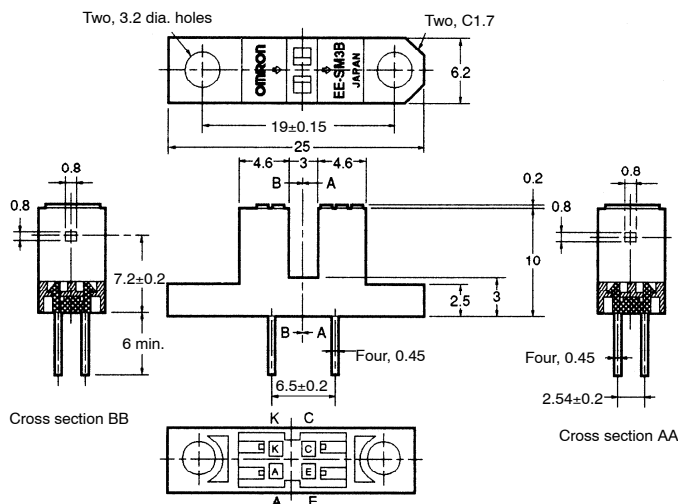 Two, 3.2 dia. holes
Two, C1.7
OMRON
EE-SM3B
JAPAN
6.2
19±0.15
25
4.6 3 4.6
B A
0.2
0.8
0.8
0.8
0.8
7.2±0.2
10
2.5
3
6 min.
B A
Four, 0.45
Four, 0.45
6.5±0.2
2.54±0.2
Cross section BB
K C
Cross section AA
K C
A E
A E